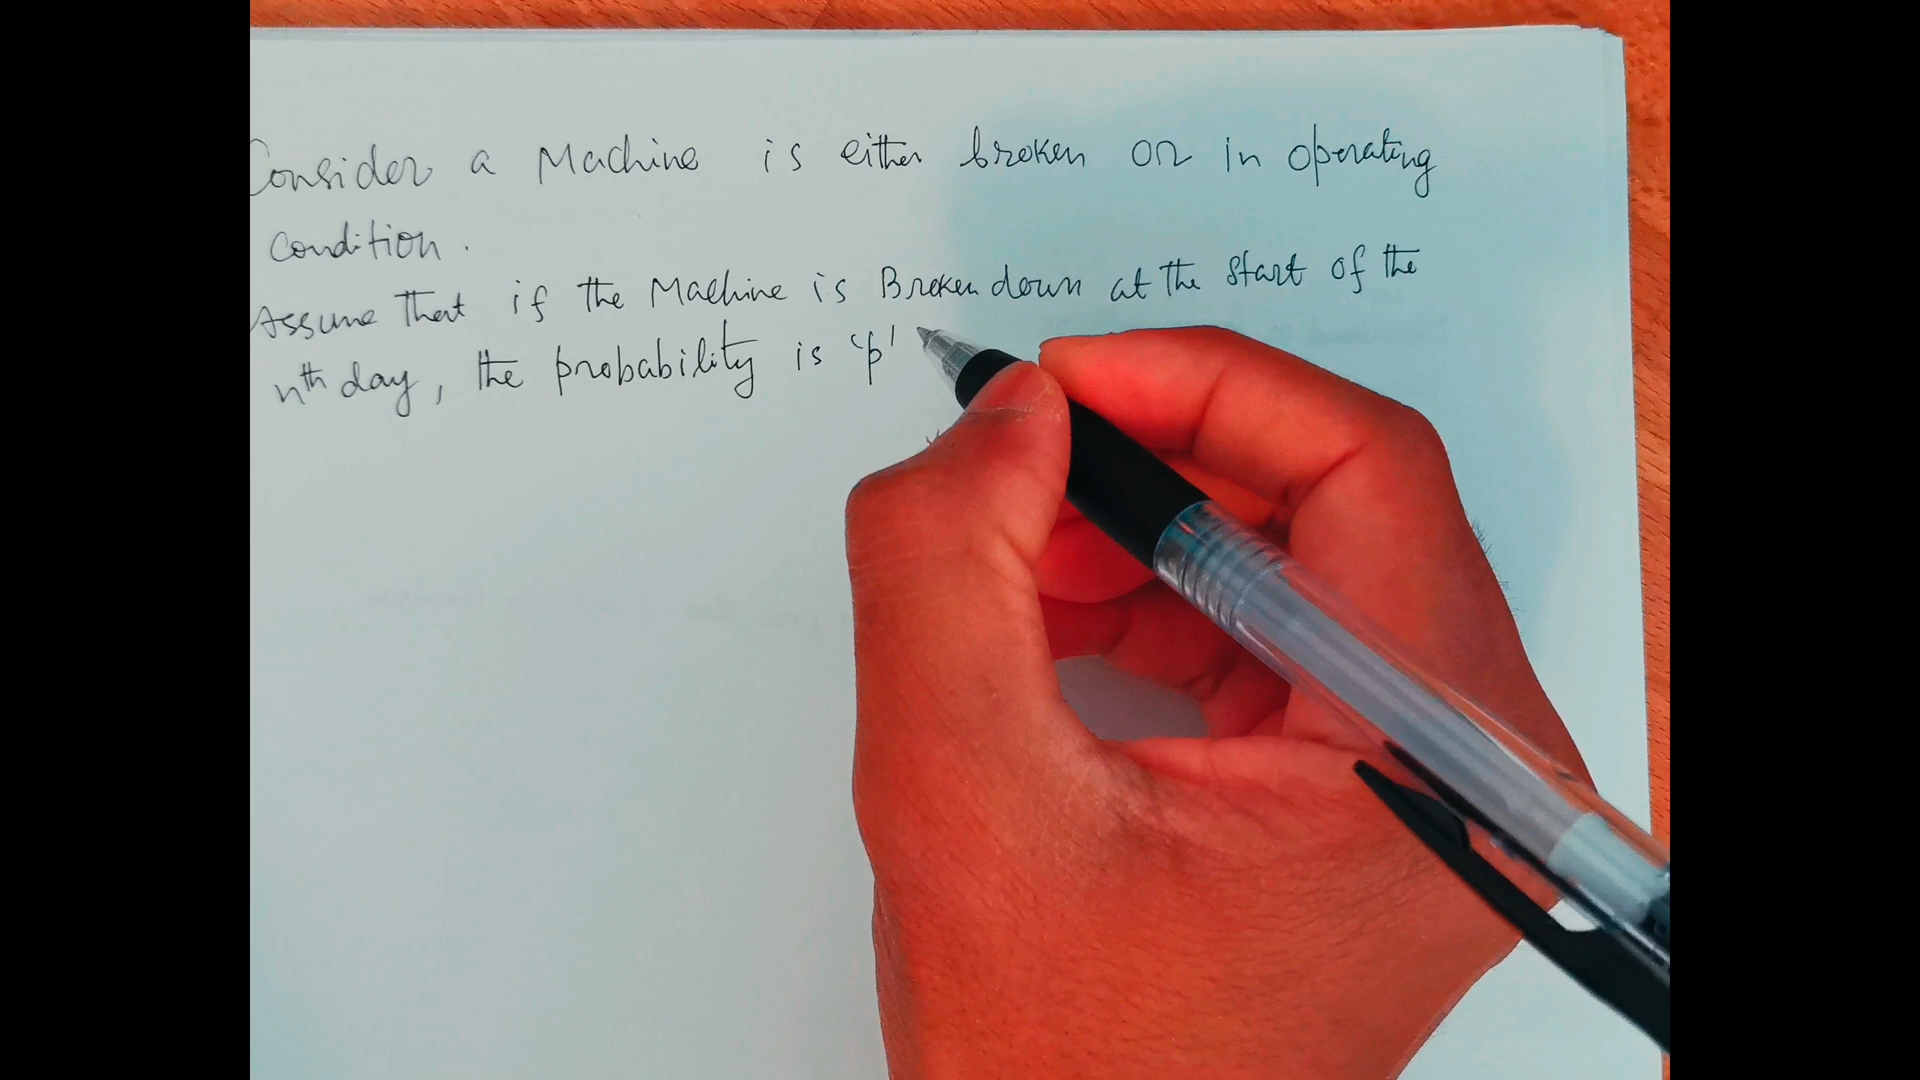 Consider a Machine is either broken or in operating
condition.
Assume that if the Machine is Broken down at the start of the
nth day, the probability is 'p'